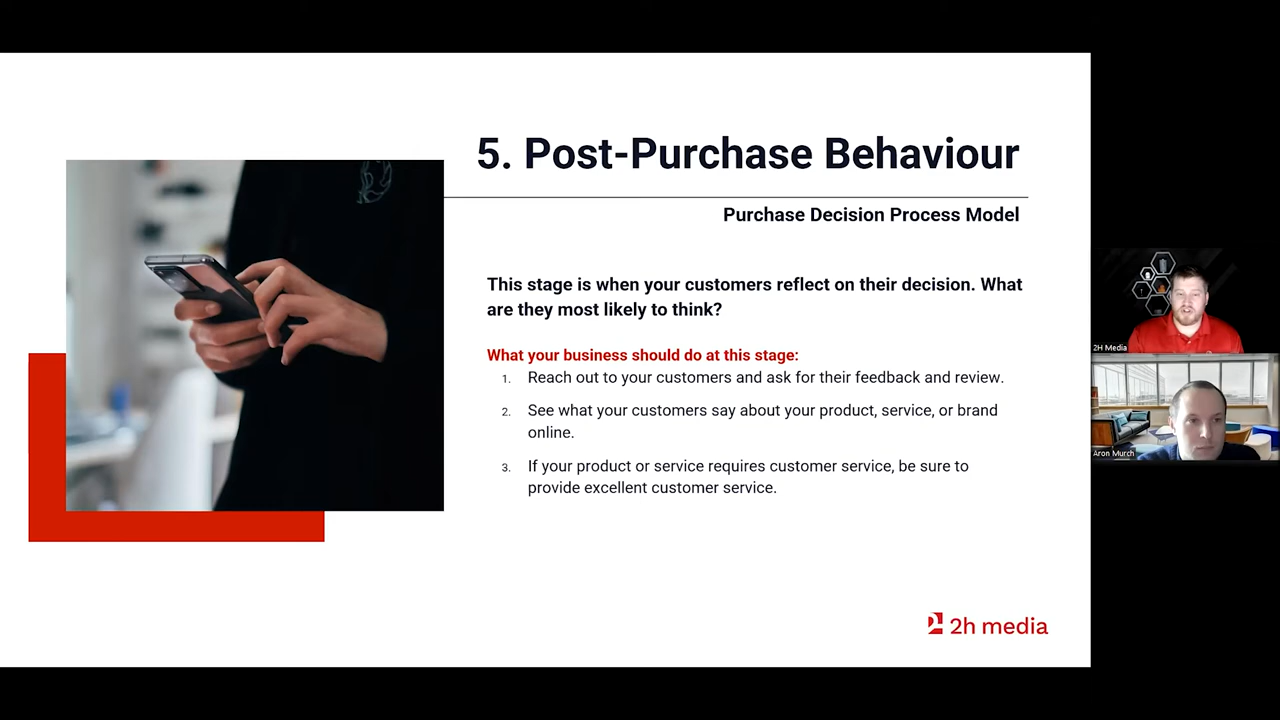 5. Post-Purchase Behaviour
Purchase Decision Process Model
This stage is when your customers reflect on their decision. What
are they most likely to think?
What your business should do at this stage:
1. Reach out to your customers and ask for their feedback and review.
2. See what your customers say about your product, service, or brand
online.
3. If your product or service requires customer service, be sure to
provide excellent customer service.
2h media
2H Media
Aron Murch